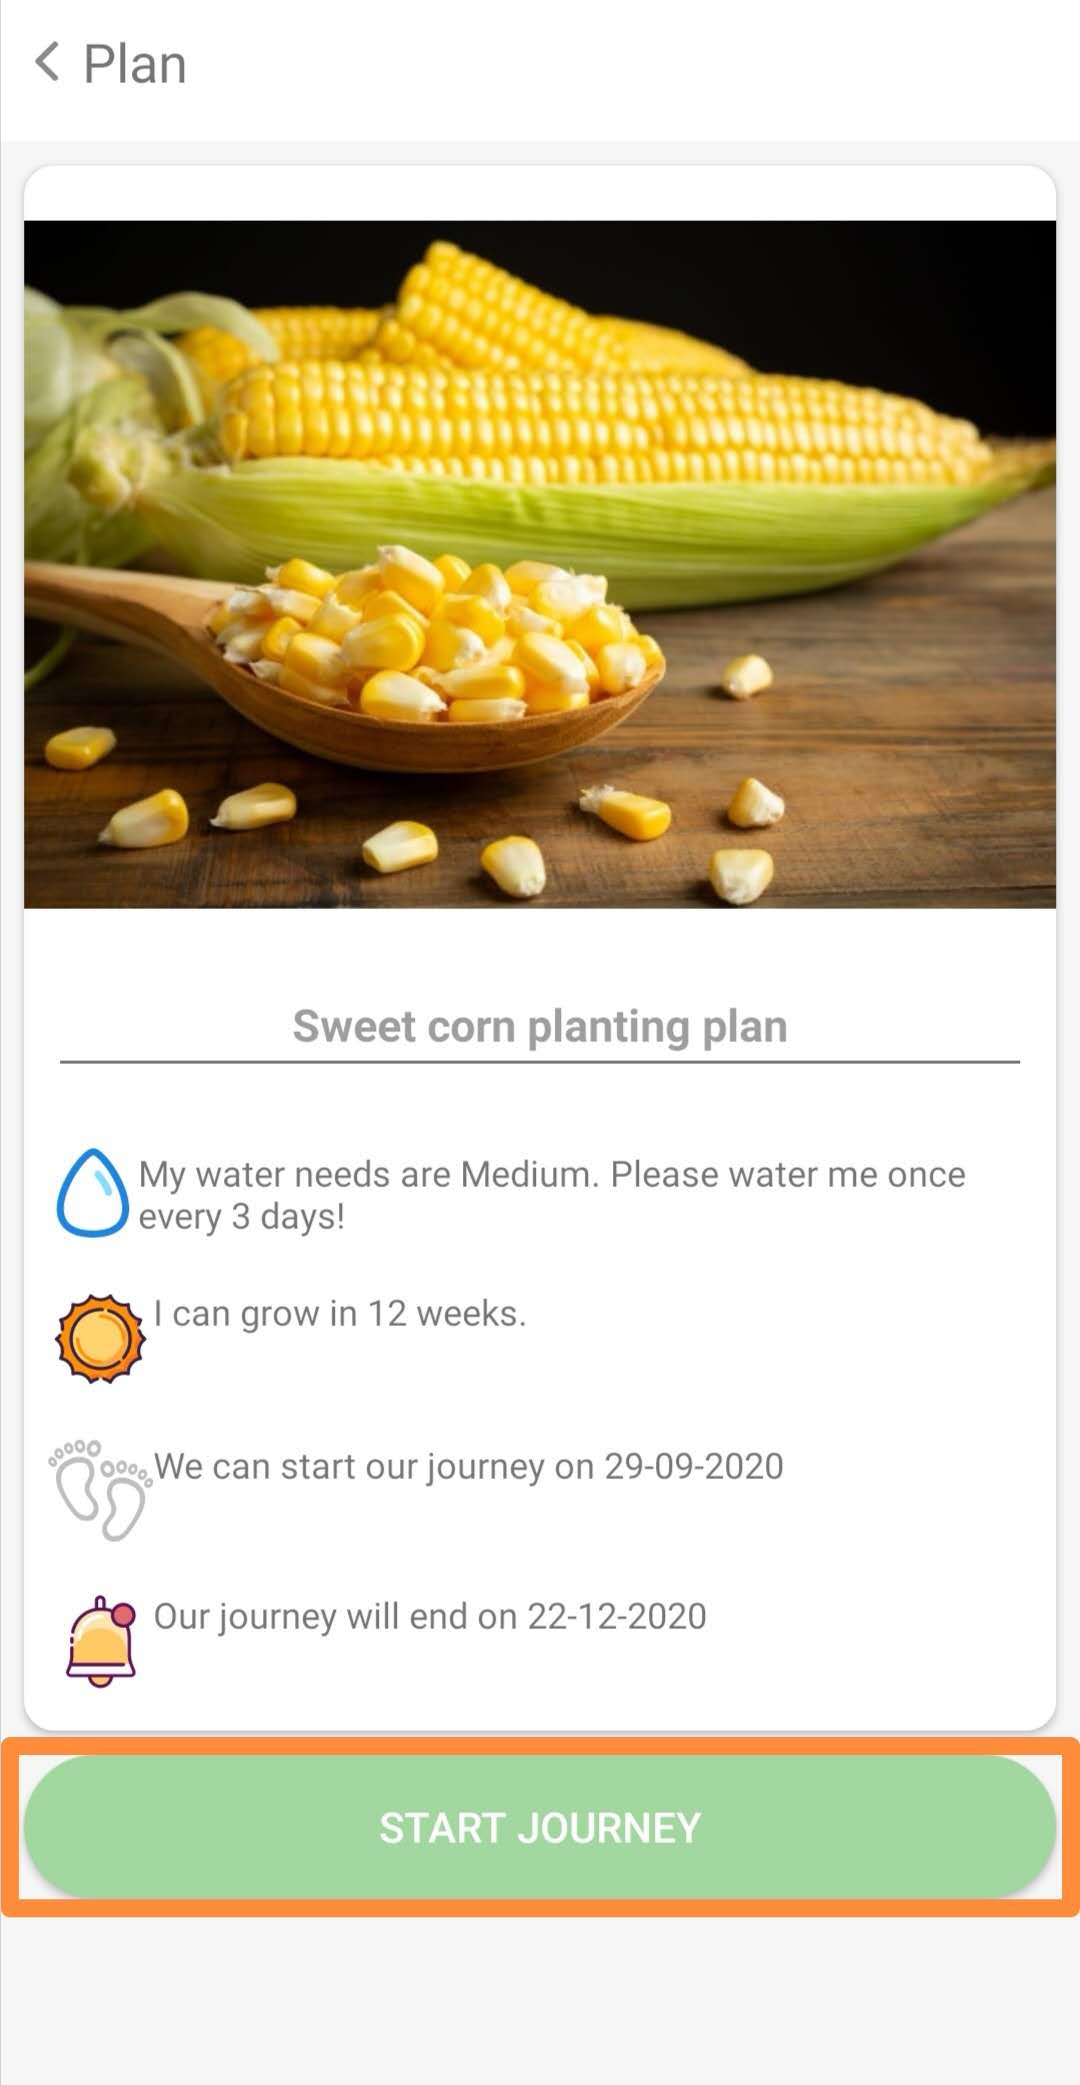 Plan
Sweet corn planting plan
My water needs are Medium. Please water me once
every 3 days!
I can grow in 12 weeks.
We can start our journey on 29-09-2020
Our journey will end on 22-12-2020
START JOURNEY